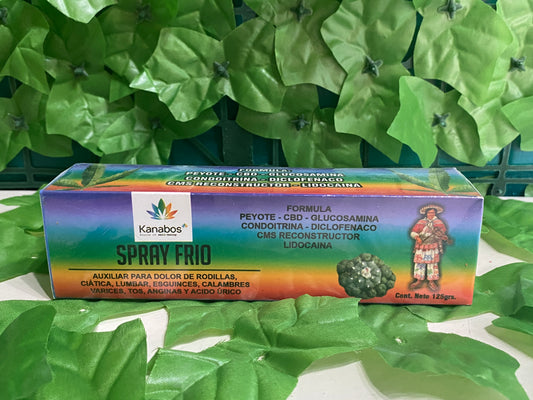 FORMULA
PEYOTE - CBD - GLUCOSAMINA
CONDOITRINA - DICLOFENACO
CMS RECONSTRUCTOR - LIDOCAINA
Kanabos
SPRAY FRIO
AUXILIAR PARA DOLOR DE RODILLAS,
CIÁTICA, LUMBAR, ESGUINCES, CALAMBRES
VARICES, TOS, ANGINAS Y ACIDO ÚRICO
FORMULA
PEYOTE - CBD - GLUCOSAMINA
CONDOITRINA - DICLOFENACO
CMS RECONSTRUCTOR
LIDOCAINA
Cont. Neto 125grs.